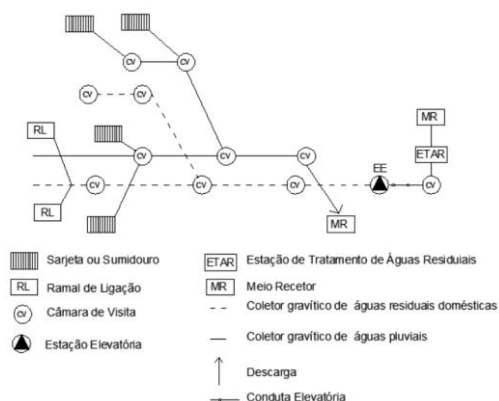 CV
CV
CV
CV
RL
MR
CV
CV
CV
ETAR
EE
CV
CV
CV
CV
RL
MR
Sarjeta ou Sumidouro
RL Ramal de Ligação
CV Câmara de Visita
Estação Elevatória
ETAR Estação de Tratamento de Águas Residuais
MR Meio Recetor
Coletor gravítico de águas residuais domésticas
Coletor gravítico de águas pluviais
Descarga
Conduta Elevatória